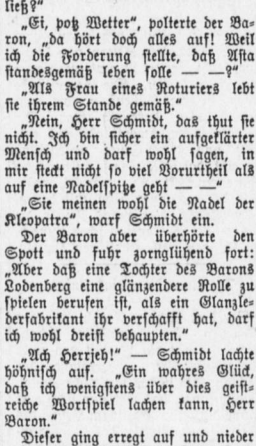 ließ?“
„Ei, potz Wetter“, polterte der Ba-
ron, „da hört doch alles auf! Weil
ich die Forderung stellte, daß Asta
standesgemäß leben solle — —?“
„Als Frau eines Roturiers lebt
sie ihrem Stande gemäß.“
„Nein, Herr Schmidt, das thut sie
nicht. Ich bin sicher ein aufgeklärter
Mensch und darf wohl sagen, in
mir steckt nicht so viel Vorurtheil als
auf eine Nadelspitze geht — —“
„Sie meinen wohl die Nadel der
Kleopatra“, warf Schmidt ein.
Der Baron aber überhörte den
Spott und fuhr zornglühend fort:
„Aber daß eine Tochter des Barons
Lodenberg eine glänzendere Rolle zu
spielen berufen ist, als ein Glanzle-
derfabrikant ihr verschafft hat, darf
ich wohl dreist behaupten.“
„Ach Herrjeh!“ — Schmidt lachte
höhnisch auf. „Ein wahres Glück,
daß ich wenigstens über dies geist-
reiche Wortspiel lachen kann, Herr
Baron.“
Dieser ging erregt auf und nieder